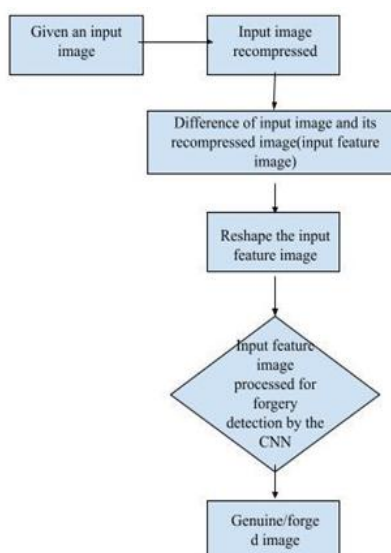 Given an input
image
Input image
recompressed
Difference of input image and its
recompressed image(input feature
image)
Reshape the input
feature image
Input feature
image
processed for
forgery
detection by the
CNN
Genuine/forge
d image